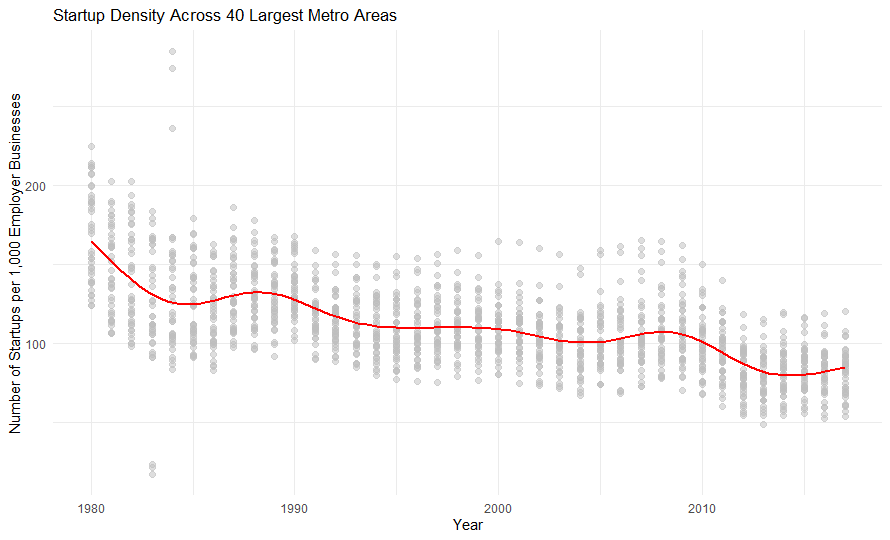 Startup Density Across 40 Largest Metro Areas
Number of Startups per 1,000 Employer Businesses
200
100
1980
1990
2000
2010
Year